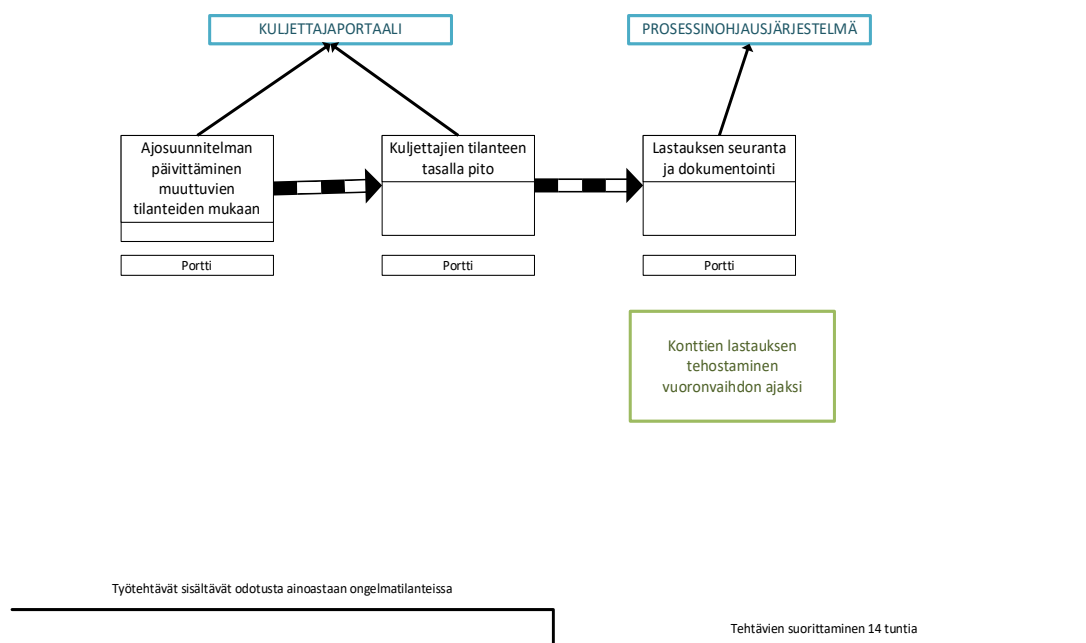 KULJETTAJAPORTAALI
PROSESSINOHJAUSJÄRJESTELMÄ
Ajosuunnitelman
päivittäminen
muuttuvien
tilanteiden mukaan
Portti
Kuljettajien tilanteen
tasalla pito
Portti
Lastauksen seuranta
ja dokumentointi
Portti
Konttien lastauksen
tehostaminen
vuoronvaihdon ajaksi
Työtehtävät sisältävät odotusta ainoastaan ongelmatilanteissa
Tehtävien suorittaminen 14 tuntia